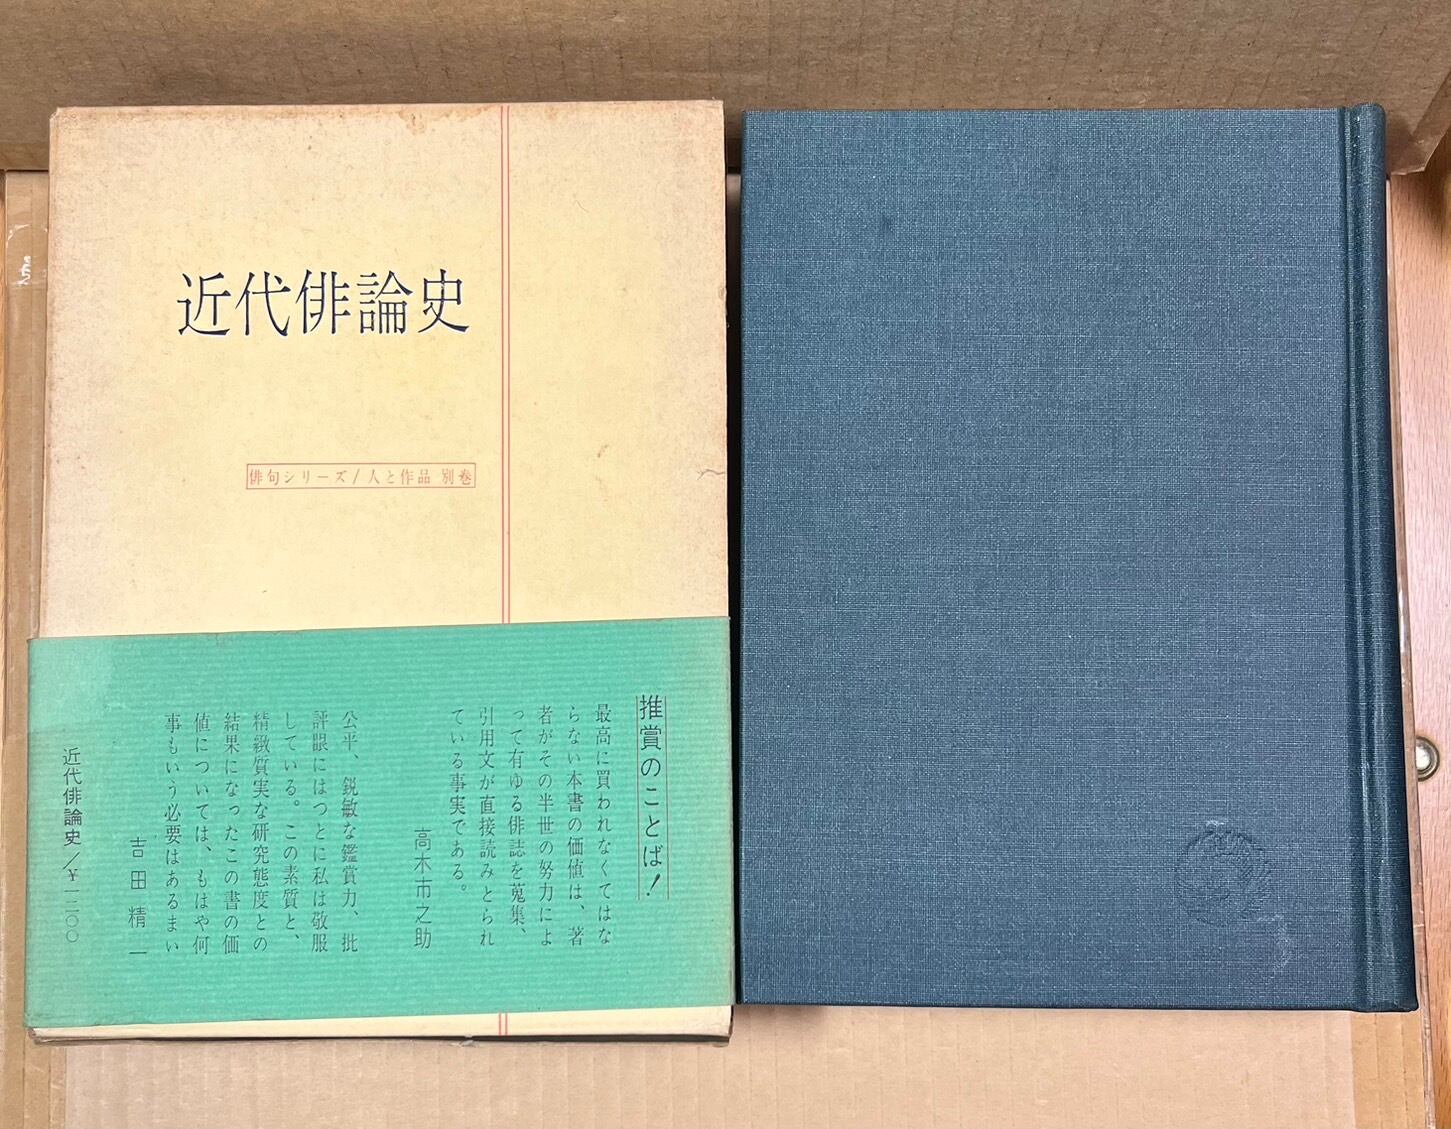 近代俳論史
俳句シリーズ/人と作品 別巻
推賞のことば!
最高に買われなくてはな
らない本書の価値は、著
者がその半世の努力によ
って有ゆる俳誌を蒐集、
引用文が直接読みとられ
ている事実である。
高木市之助
公平、鋭敏な鑑賞力、批
評眼にはつとに私は敬服
している。この素質と、
精緻質実な研究態度との
結果になったこの書の価
値については、もはや何
事もいう必要はあるまい
吉田精一
近代俳論史/¥一二〇〇